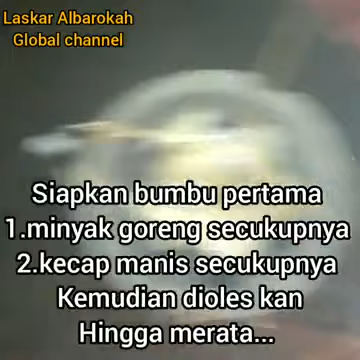 Laskar Albarokah
Global channel
Siapkan bumbu pertama
1.minyak goreng secukupnya
2.kecap manis secukupnya
Kemudian dioles kan
Hingga merata...